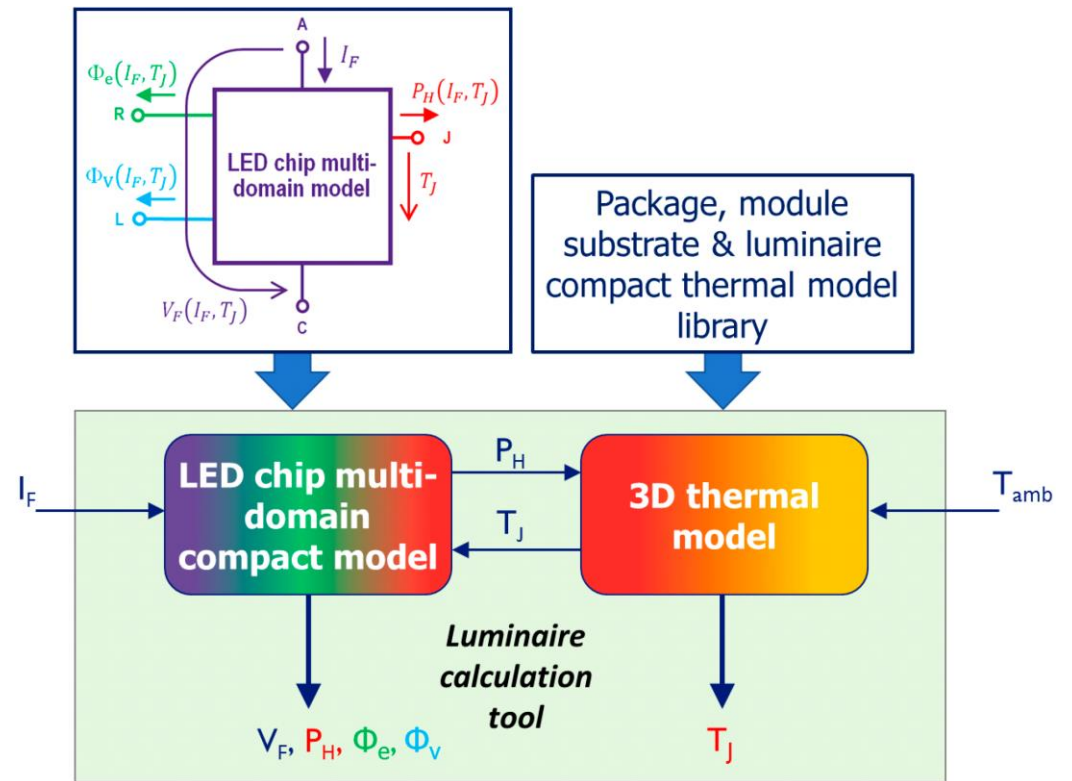 A
I_F
Φ_e(I_F, T_J)
P_H(I_F, T_J)
R
J
LED chip multi-
domain model
Φ_V(I_F, T_J)
T_J
L
V_F(I_F, T_J)
C
Package, module
substrate & luminaire
compact thermal model
library
I_F
LED chip multi-
domain
compact model
P_H
T_J
3D thermal
model
T_amb
Luminaire
calculation
tool
V_F, P_H, Φ_e, Φ_v
T_J